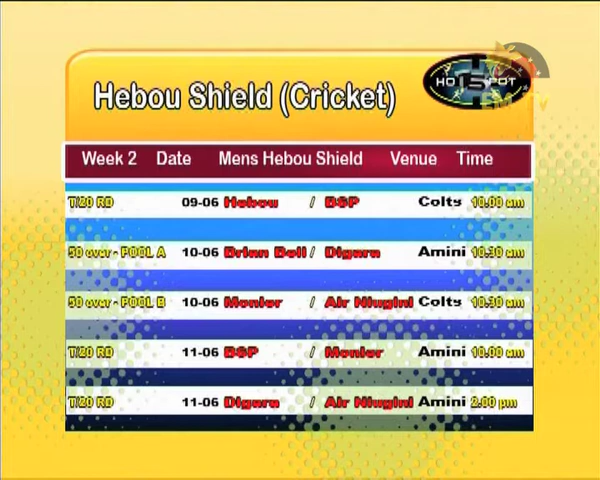 HOTSPOT
EMTV
Hebou Shield (Cricket)
Week 2 Date Mens Hebou Shield Venue Time
T/20 RD 09-06 Hebou / BSP Colts 10.00 am
50 over - POOL A 10-06 Brian Bell / Digara Amini 10.30 am
50 over - POOL B 10-06 Monier / Air Niugini Colts 10.30 am
T/20 RD 11-06 BSP / Monier Amini 10.00 am
T/20 RD 11-06 Digara / Air Niugini Amini 2.00 pm